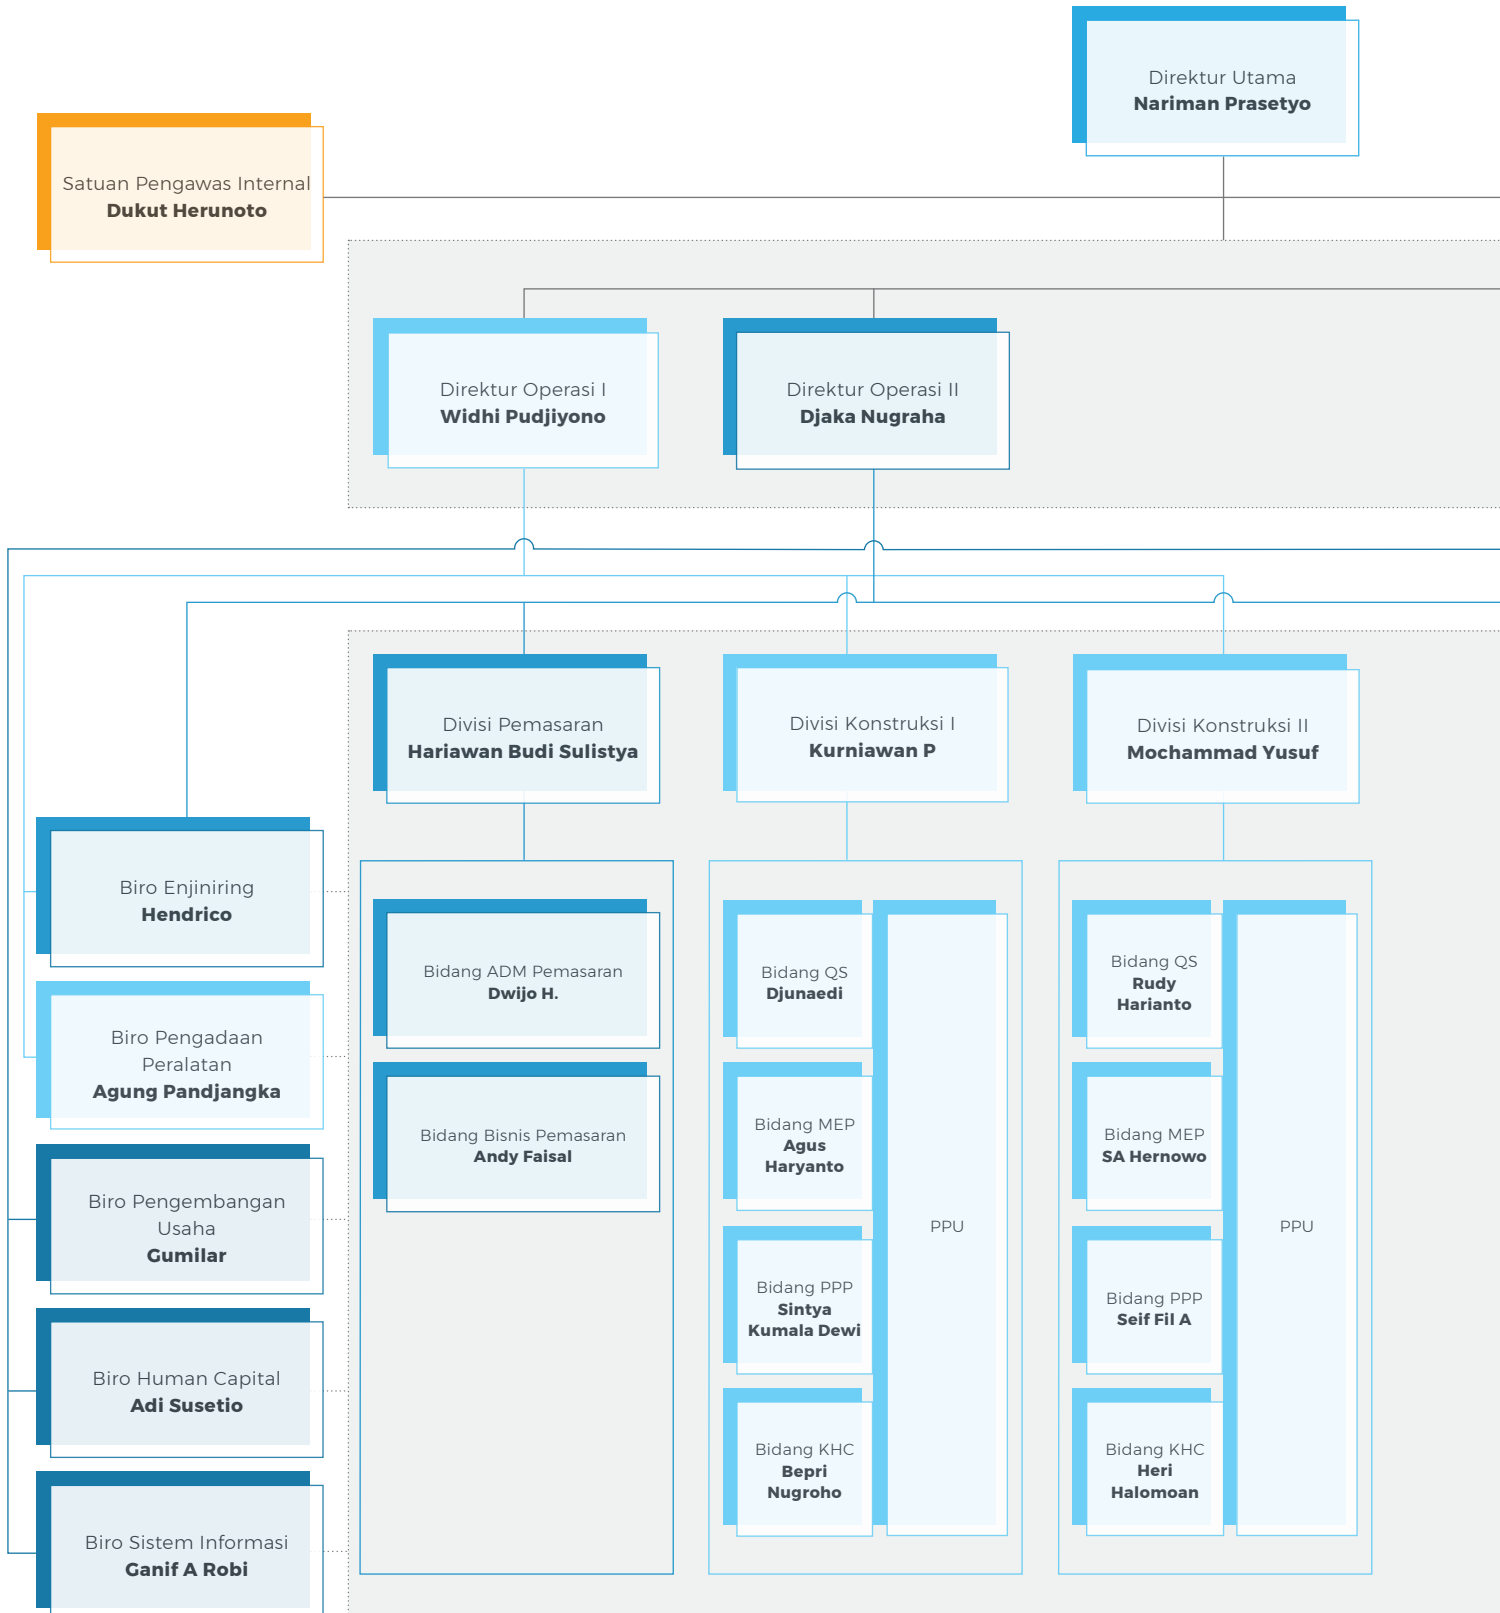 Direktur Utama
Nariman Prasetyo
Satuan Pengawas Internal
Dukut Herunoto
Direktur Operasi I
Widhi Pudjiyono
Direktur Operasi II
Djaka Nugraha
Divisi Pemasaran
Hariawan Budi Sulistya
Divisi Konstruksi I
Kurniawan P
Divisi Konstruksi II
Mochammad Yusuf
Biro Enjiniring
Hendrico
Biro Pengadaan
Peralatan
Agung Pandjangka
Biro Pengembangan
Usaha
Gumilar
Biro Human Capital
Adi Susetio
Biro Sistem Informasi
Ganif A Robi
Bidang ADM Pemasaran
Dwijo H.
Bidang Bisnis Pemasaran
Andy Faisal
Bidang QS
Djunaedi
Bidang MEP
Agus
Haryanto
Bidang PPP
Sintya
Kumala Dewi
Bidang KHC
Bepri
Nugroho
PPU
Bidang QS
Rudy
Harianto
Bidang MEP
SA Hernowo
Bidang PPP
Seif Fil A
Bidang KHC
Heri
Halomoan
PPU